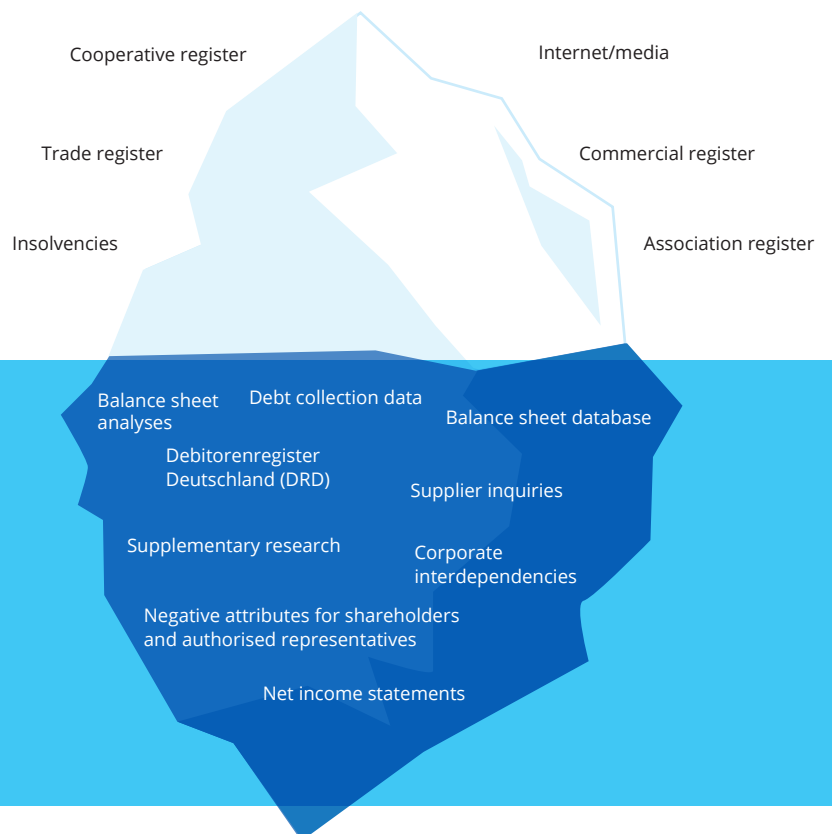 Cooperative register
Internet/media
Trade register
Commercial register
Insolvencies
Association register
Balance sheet
analyses
Debt collection data
Balance sheet database
Debitorenregister
Deutschland (DRD)
Supplier inquiries
Supplementary research
Corporate
interdependencies
Negative attributes for shareholders
and authorised representatives
Net income statements